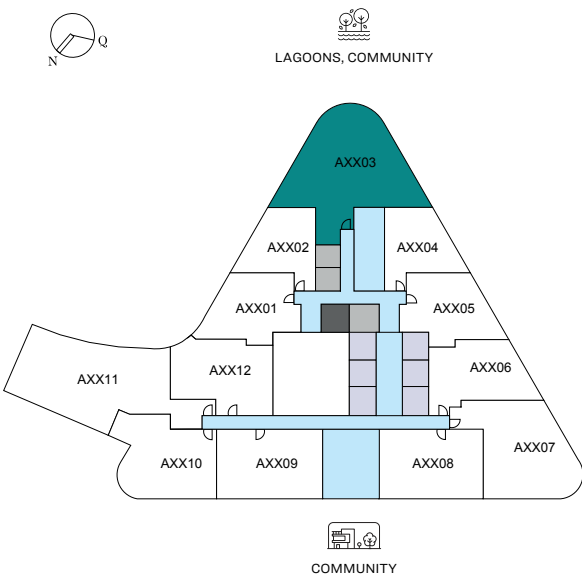 N
Q
LAGOONS, COMMUNITY
AXX03
AXX02
AXX04
AXX01
AXX05
AXX12
AXX06
AXX11
AXX10
AXX09
AXX08
AXX07
COMMUNITY